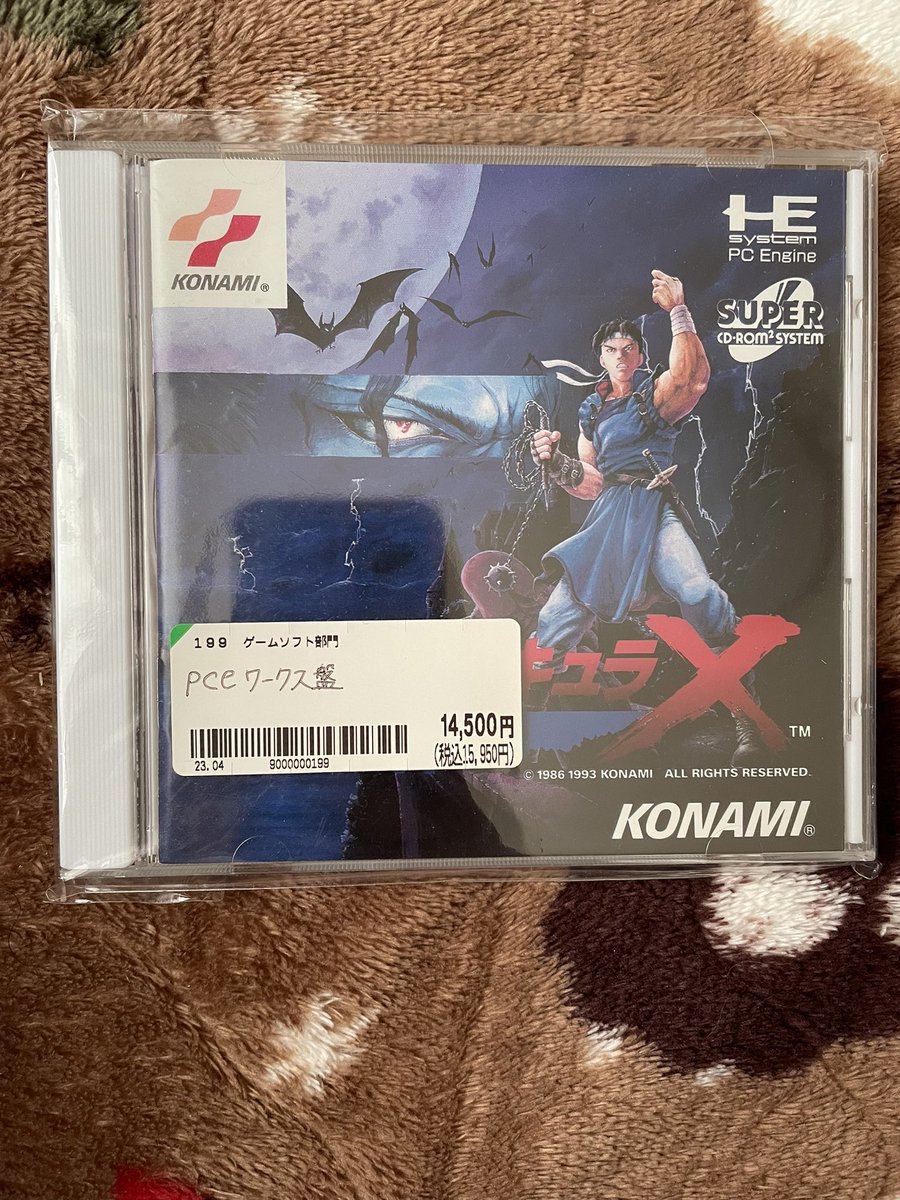 KONAMI®
HE
system
PC Engine
SUPER
CD-ROM² SYSTEM
キュラX™
199 ゲームソフト部門
PCe ワークス盤
14,500円
(税込15,950円)
23.04 9000000199
© 1986 1993 KONAMI ALL RIGHTS RESERVED.
KONAMI®